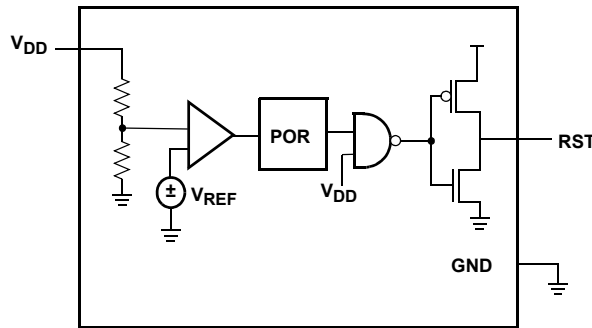 VDD
POR
VREF
VDD
RST
GND